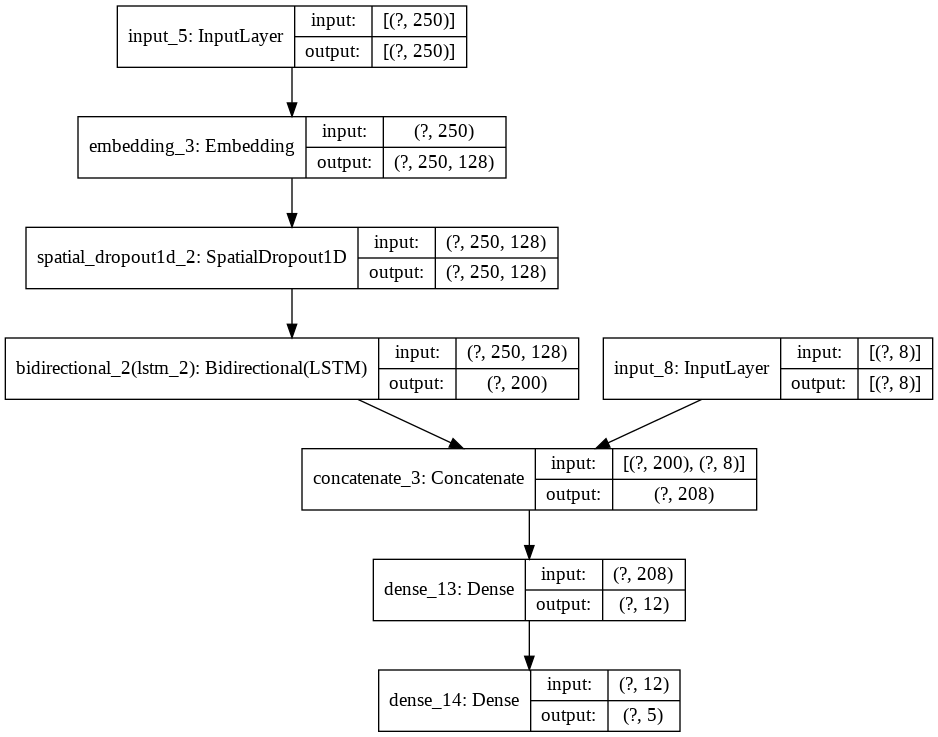 input_5: InputLayer
input: [(?, 250)]
output: [(?, 250)]
embedding_3: Embedding
input: (?, 250)
output: (?, 250, 128)
spatial_dropout1d_2: SpatialDropout1D
input: (?, 250, 128)
output: (?, 250, 128)
bidirectional_2(lstm_2): Bidirectional(LSTM)
input: (?, 250, 128)
output: (?, 200)
input_8: InputLayer
input: [(?, 8)]
output: [(?, 8)]
concatenate_3: Concatenate
input: [(?, 200), (?, 8)]
output: (?, 208)
dense_13: Dense
input: (?, 208)
output: (?, 12)
dense_14: Dense
input: (?, 12)
output: (?, 5)